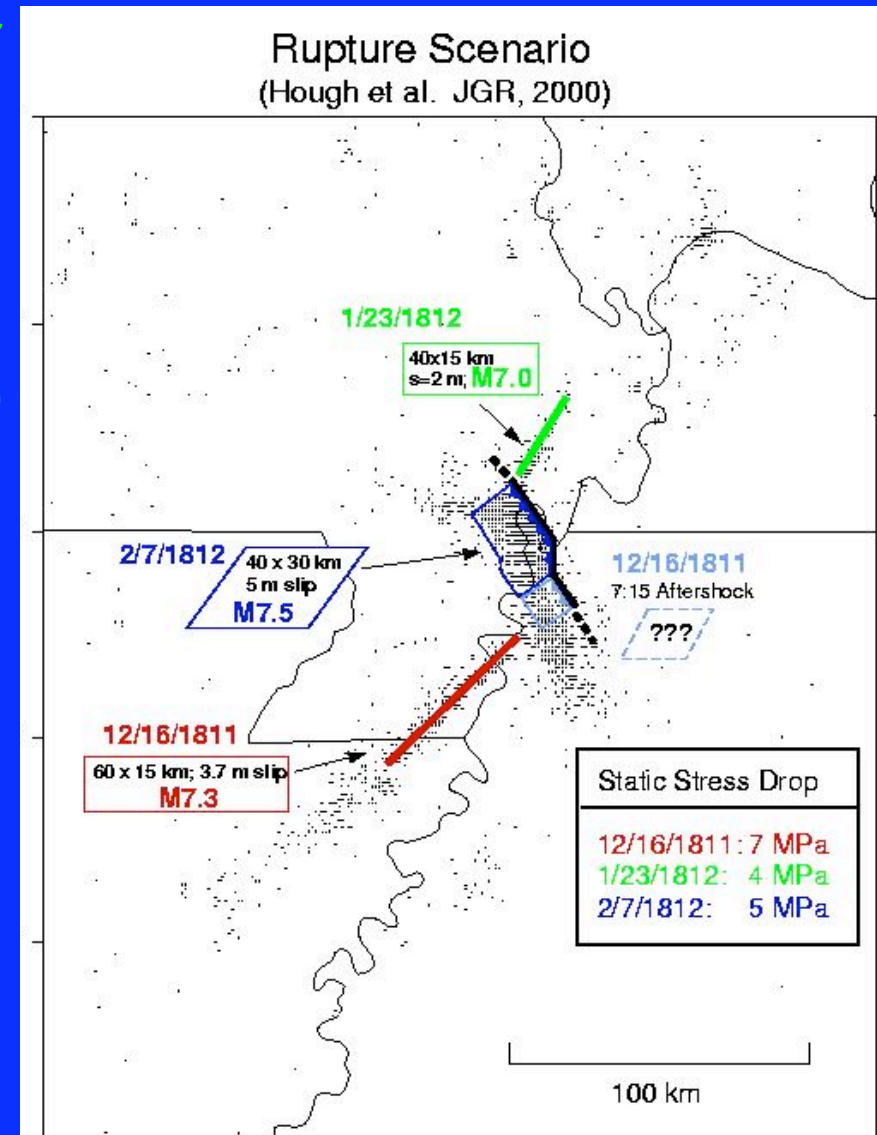 Rupture Scenario
(Hough et al. JGR, 2000)
1/23/1812
40x15 km
s=2 m; M7.0
2/7/1812
40 x 30 km
5 m slip
M7.5
12/16/1811
7:15 Aftershock
???
12/16/1811
60 x 15 km; 3.7 m slip
M7.3
Static Stress Drop
12/16/1811: 7 MPa
1/23/1812: 4 MPa
2/7/1812: 5 MPa
100 km